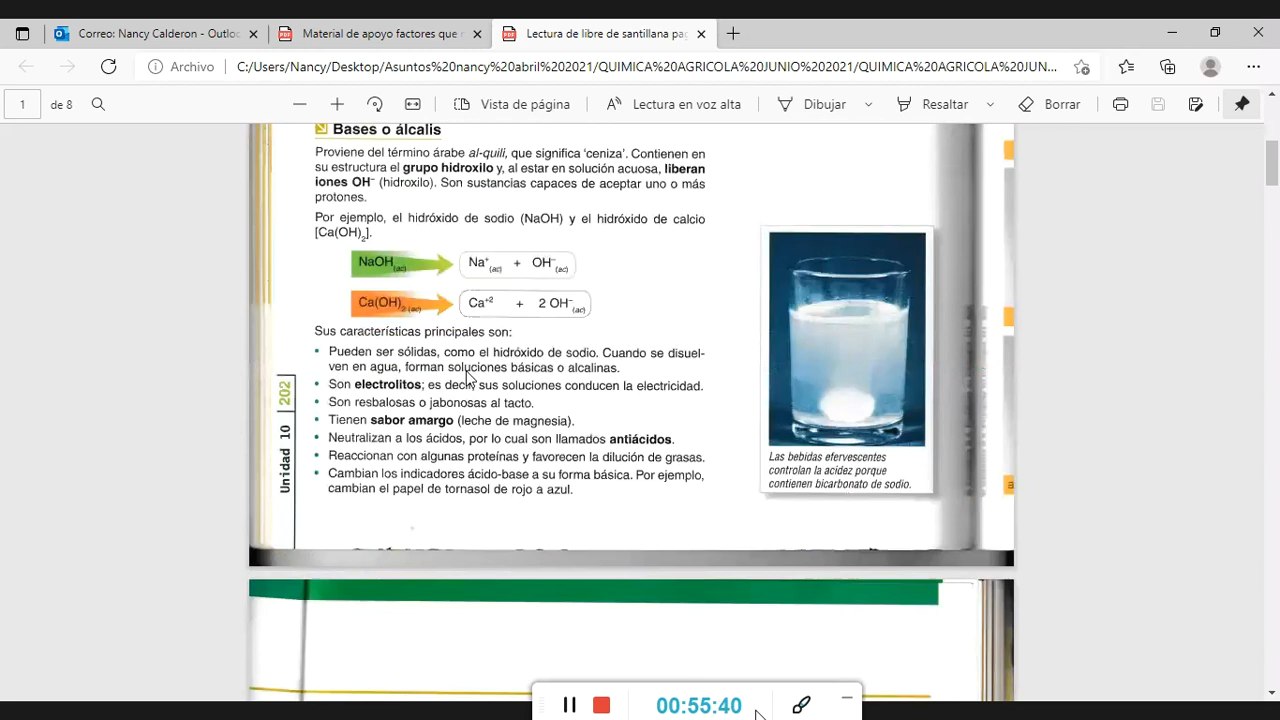 Correo: Nancy Calderon - Outloo
Material de apoyo factores que r
Lectura de libre de santillana pag
Archivo
C:/Users/Nancy/Desktop/Asuntos%20nancy%20abril%202021/QUIMICA%20AGRICOLA%20JUNIO%202021/QUIMICA%20AGRICOLA%20JUN...
1 de 8
Vista de página
Lectura en voz alta
Dibujar
Resaltar
Borrar
Bases o álcalis
Proviene del término árabe al-quili, que significa 'ceniza'. Contienen en
su estructura el grupo hidroxilo y, al estar en solución acuosa, liberan
iones OH⁻ (hidroxilo). Son sustancias capaces de aceptar uno o más
protones.
Por ejemplo, el hidróxido de sodio (NaOH) y el hidróxido de calcio
[Ca(OH)₂].
NaOH(ac) Na⁺(ac) + OH⁻(ac)
Ca(OH)₂(ac) Ca⁺² + 2 OH⁻(ac)
Sus características principales son:
• Pueden ser sólidas, como el hidróxido de sodio. Cuando se disuel-
ven en agua, forman soluciones básicas o alcalinas.
• Son electrolitos; es decir, sus soluciones conducen la electricidad.
• Son resbalosas o jabonosas al tacto.
• Tienen sabor amargo (leche de magnesia).
• Neutralizan a los ácidos, por lo cual son llamados antiácidos.
• Reaccionan con algunas proteínas y favorecen la dilución de grasas.
• Cambian los indicadores ácido-base a su forma básica. Por ejemplo,
cambian el papel de tornasol de rojo a azul.
Unidad 10 202
Las bebidas efervescentes
controlan la acidez porque
contienen bicarbonato de sodio.
00:55:40